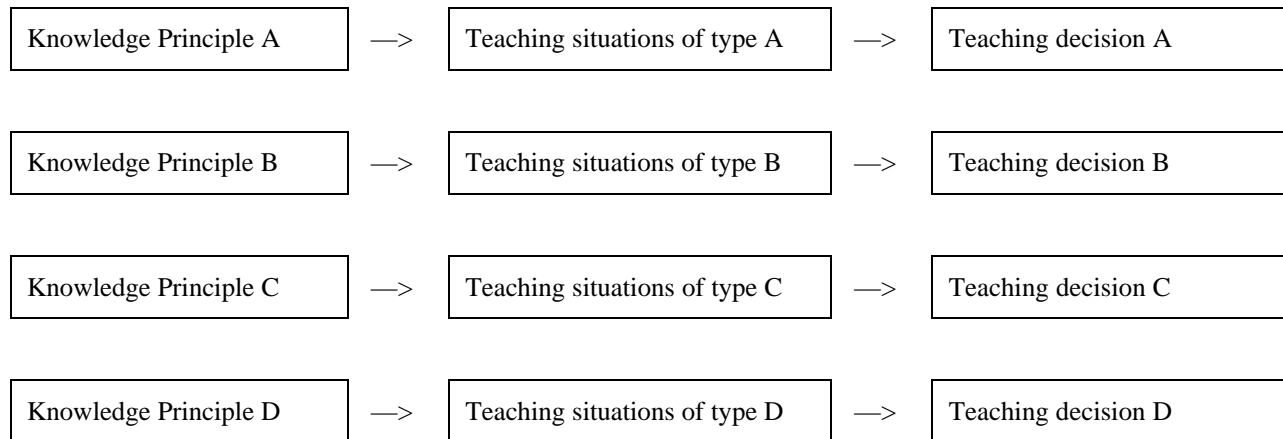 Knowledge Principle A —> Teaching situations of type A —> Teaching decision A
Knowledge Principle B —> Teaching situations of type B —> Teaching decision B
Knowledge Principle C —> Teaching situations of type C —> Teaching decision C
Knowledge Principle D —> Teaching situations of type D —> Teaching decision D